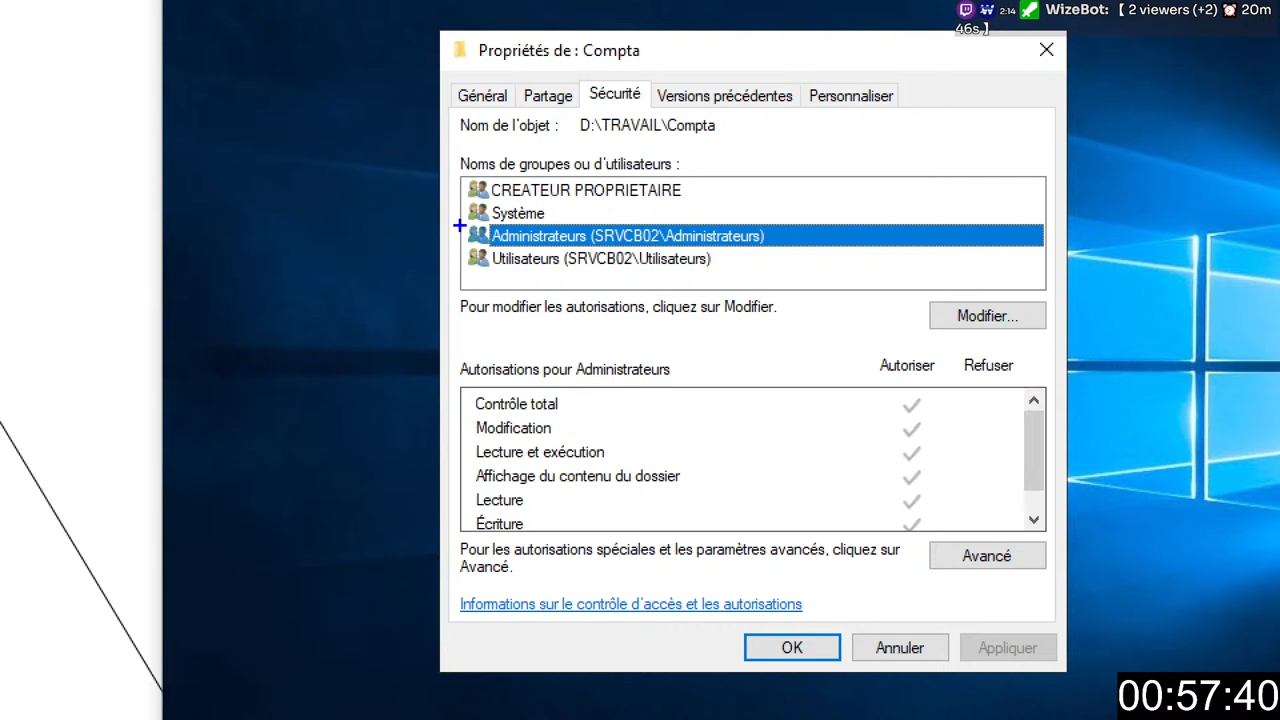 2:14 WizeBot: 【 2 viewers (+2) ⏰ 20m
46s 】
Propriétés de : Compta
Général Partage Sécurité Versions précédentes Personnaliser
Nom de l'objet : D:\TRAVAIL\Compta
Noms de groupes ou d'utilisateurs :
CREATEUR PROPRIETAIRE
Système
Administrateurs (SRVCB02\Administrateurs)
Utilisateurs (SRVCB02\Utilisateurs)
Pour modifier les autorisations, cliquez sur Modifier.
Modifier...
Autorisations pour Administrateurs Autoriser Refuser
Contrôle total
Modification
Lecture et exécution
Affichage du contenu du dossier
Lecture
Écriture
Pour les autorisations spéciales et les paramètres avancés, cliquez sur
Avancé.
Avancé
Informations sur le contrôle d'accès et les autorisations
OK Annuler Appliquer
00:57:40